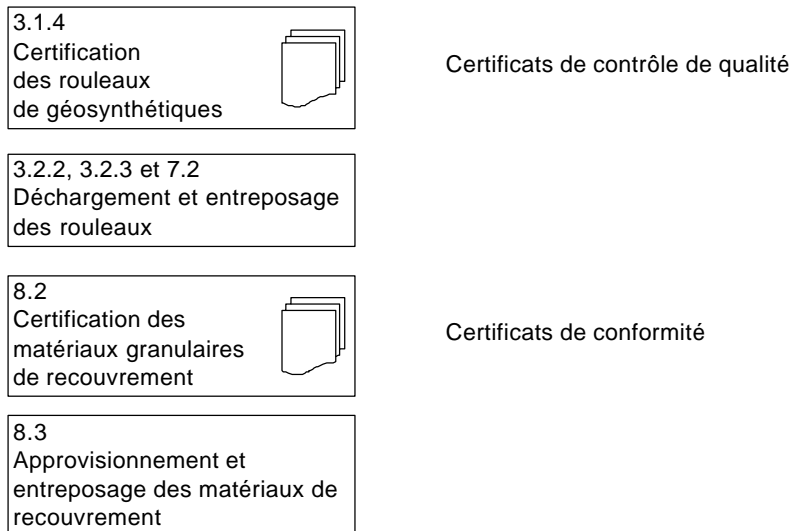 3.1.4
Certification
des rouleaux
de géosynthétiques
Certificats de contrôle de qualité
3.2.2, 3.2.3 et 7.2
Déchargement et entreposage
des rouleaux
8.2
Certification des
matériaux granulaires
de recouvrement
Certificats de conformité
8.3
Approvisionnement et
entreposage des matériaux de
recouvrement